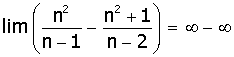 lim ( n²/(n−1) − (n²+1)/(n−2) ) = ∞ − ∞